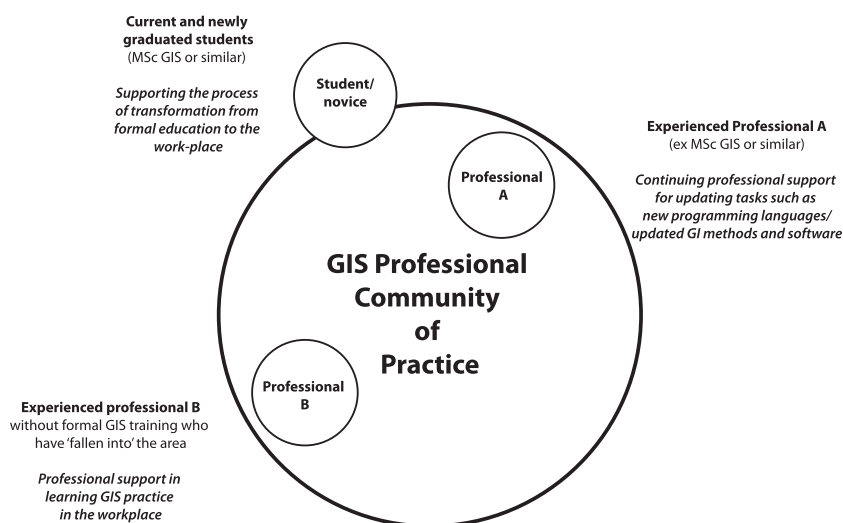 Current and newly
graduated students
(MSc GIS or similar)
Supporting the process
of transformation from
formal education to the
work-place
Student/
novice
Experienced Professional A
(ex MSc GIS or similar)
Continuing professional support
for updating tasks such as
new programming languages/
updated GI methods and software
Professional
A
GIS Professional
Community
of
Practice
Professional
B
Experienced professional B
without formal GIS training who
have ‘fallen into’ the area
Professional support in
learning GIS practice
in the workplace